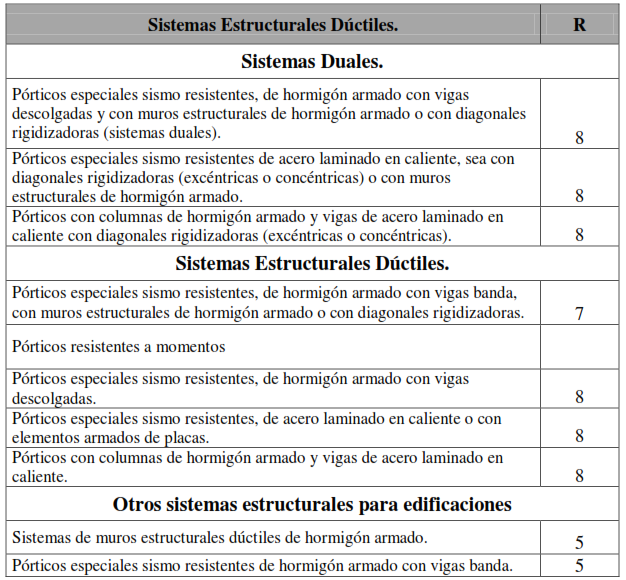 Sistemas Estructurales Dúctiles. R
Sistemas Duales.
Pórticos especiales sismo resistentes, de hormigón armado con vigas
descolgadas y con muros estructurales de hormigón armado o con diagonales
rigidizadoras (sistemas duales). 8
Pórticos especiales sismo resistentes de acero laminado en caliente, sea con
diagonales rigidizadoras (excéntricas o concéntricas) o con muros
estructurales de hormigón armado. 8
Pórticos con columnas de hormigón armado y vigas de acero laminado en
caliente con diagonales rigidizadoras (excéntricas o concéntricas). 8
Sistemas Estructurales Dúctiles.
Pórticos especiales sismo resistentes, de hormigón armado con vigas banda,
con muros estructurales de hormigón armado o con diagonales rigidizadoras. 7
Pórticos resistentes a momentos
Pórticos especiales sismo resistentes, de hormigón armado con vigas
descolgadas. 8
Pórticos especiales sismo resistentes, de acero laminado en caliente o con
elementos armados de placas. 8
Pórticos con columnas de hormigón armado y vigas de acero laminado en
caliente. 8
Otros sistemas estructurales para edificaciones
Sistemas de muros estructurales dúctiles de hormigón armado. 5
Pórticos especiales sismo resistentes de hormigón armado con vigas banda. 5